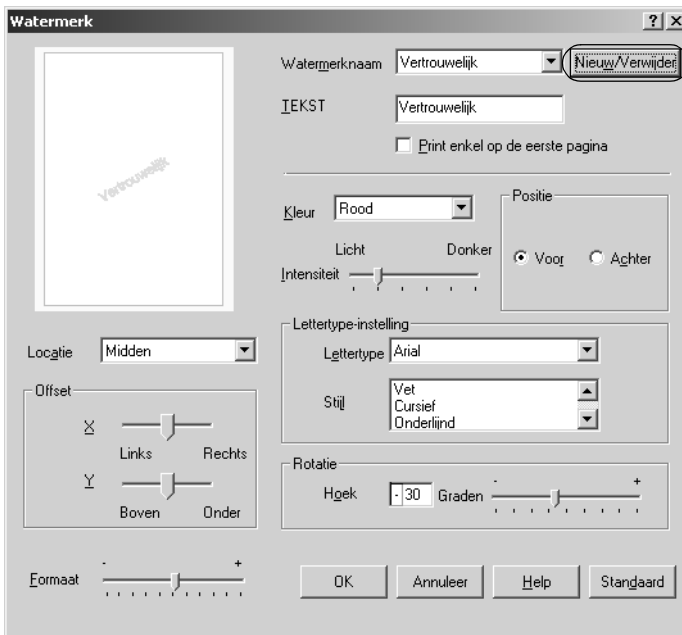 Watermerk
Watermerknaam Vertrouwelijk Nieuw/Verwijder
TEKST Vertrouwelijk
Print enkel op de eerste pagina
Vertrouwelijk
Kleur Rood
Positie
Licht Donker
Voor Achter
Intensiteit
Locatie Midden
Lettertype-instelling
Lettertype Arial
Stijl Vet
Cursief
Onderlijnd
Offset
X
Links Rechts
Y
Boven Onder
Rotatie
Hoek -30 Graden - +
Formaat - +
OK Annuleer Help Standaard